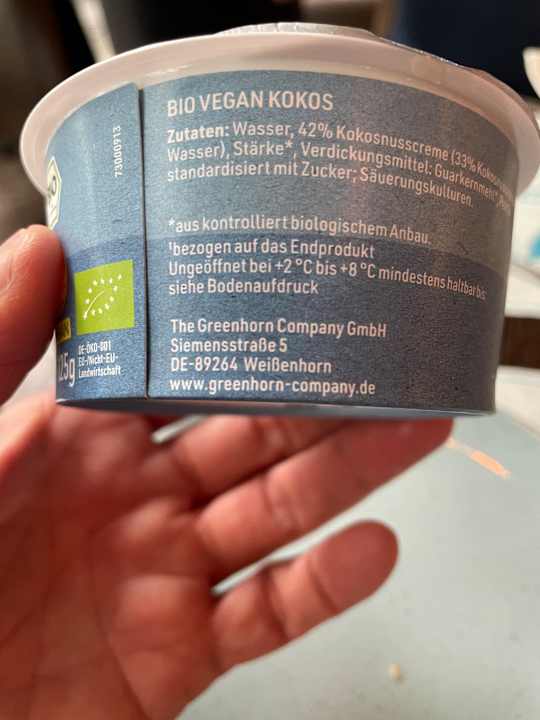 BIO VEGAN KOKOS
Zutaten: Wasser, 42% Kokosnusscreme (33% Kokosnuss
Wasser), Stärke*, Verdickungsmittel: Guarkernmehl*,
standardisiert mit Zucker; Säuerungskulturen.
*aus kontrolliert biologischem Anbau.
¹bezogen auf das Endprodukt
Ungeöffnet bei +2 °C bis +8 °C mindestens haltbar bis:
siehe Bodenaufdruck
The Greenhorn Company GmbH
Siemensstraße 5
DE-89264 Weißenhorn
www.greenhorn-company.de
73000913
DE-ÖKO-001
EU-/Nicht-EU-
Landwirtschaft
125g